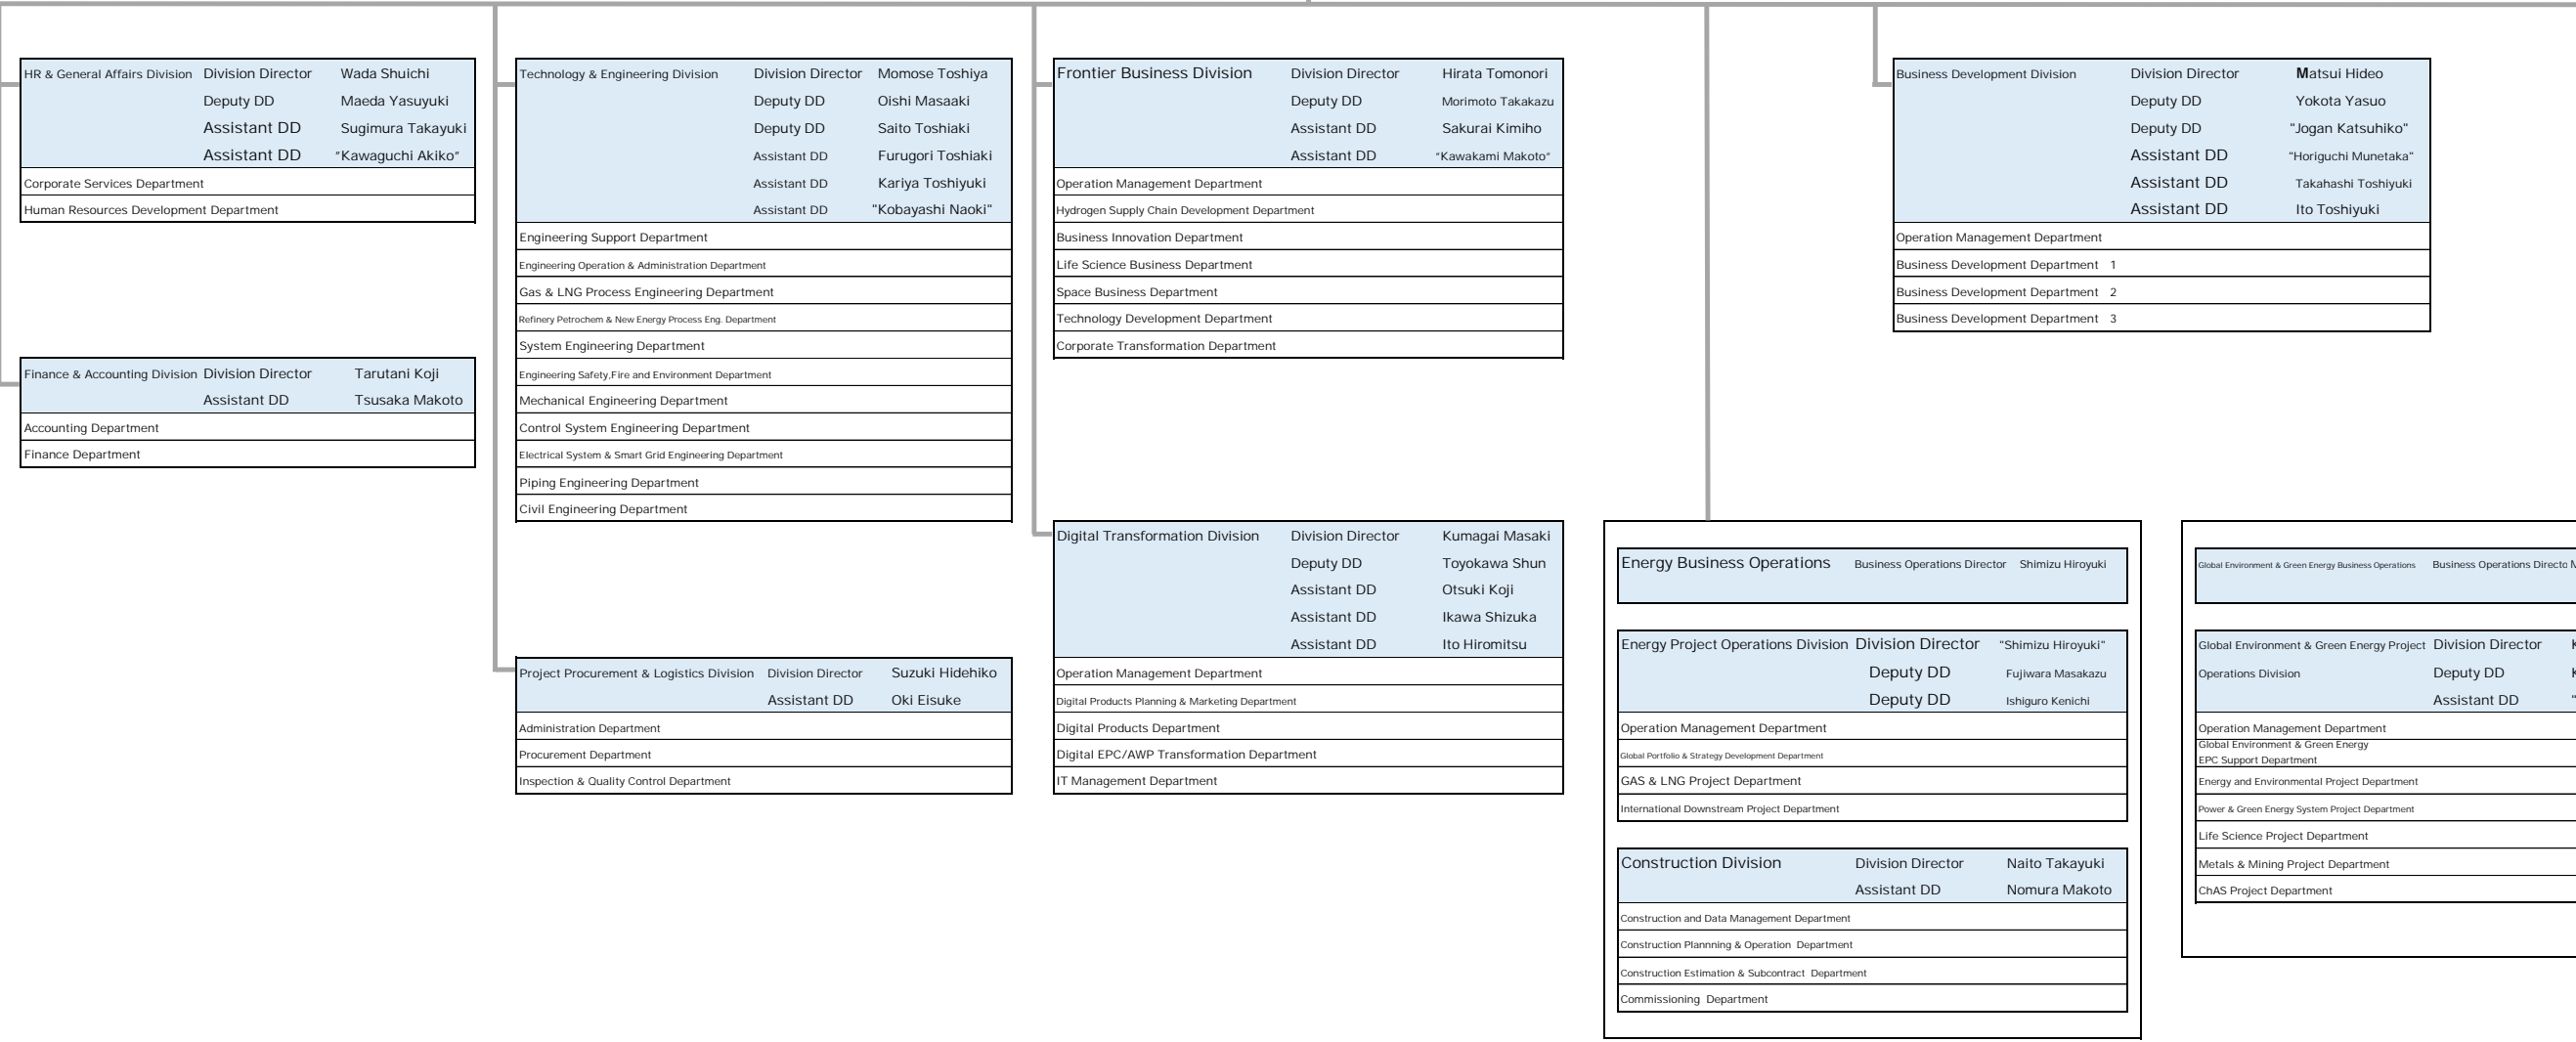 HR & General Affairs Division Division Director Wada Shuichi
Deputy DD Maeda Yasuyuki
Assistant DD Sugimura Takayuki
Assistant DD "Kawaguchi Akiko"
Corporate Services Department
Human Resources Development Department
Finance & Accounting Division Division Director Tarutani Koji
Assistant DD Tsusaka Makoto
Accounting Department
Finance Department
Technology & Engineering Division Division Director Momose Toshiya
Deputy DD Oishi Masaaki
Deputy DD Saito Toshiaki
Assistant DD Furugori Toshiaki
Assistant DD Kariya Toshiyuki
Assistant DD "Kobayashi Naoki"
Engineering Support Department
Engineering Operation & Administration Department
Gas & LNG Process Engineering Department
Refinery Petrochem & New Energy Process Eng. Department
System Engineering Department
Engineering Safety,Fire and Environment Department
Mechanical Engineering Department
Control System Engineering Department
Electrical System & Smart Grid Engineering Department
Piping Engineering Department
Civil Engineering Department
Project Procurement & Logistics Division Division Director Suzuki Hidehiko
Assistant DD Oki Eisuke
Administration Department
Procurement Department
Inspection & Quality Control Department
Frontier Business Division Division Director Hirata Tomonori
Deputy DD Morimoto Takakazu
Assistant DD Sakurai Kimiho
Assistant DD "Kawakami Makoto"
Operation Management Department
Hydrogen Supply Chain Development Department
Business Innovation Department
Life Science Business Department
Space Business Department
Technology Development Department
Corporate Transformation Department
Digital Transformation Division Division Director Kumagai Masaki
Deputy DD Toyokawa Shun
Assistant DD Otsuki Koji
Assistant DD Ikawa Shizuka
Assistant DD Ito Hiromitsu
Operation Management Department
Digital Products Planning & Marketing Department
Digital Products Department
Digital EPC/AWP Transformation Department
IT Management Department
Business Development Division Division Director Matsui Hideo
Deputy DD Yokota Yasuo
Deputy DD "Jogan Katsuhiko"
Assistant DD "Horiguchi Munetaka"
Assistant DD Takahashi Toshiyuki
Assistant DD Ito Toshiyuki
Operation Management Department
Business Development Department 1
Business Development Department 2
Business Development Department 3
Energy Business Operations Business Operations Director Shimizu Hiroyuki
Energy Project Operations Division Division Director "Shimizu Hiroyuki"
Deputy DD Fujiwara Masakazu
Deputy DD Ishiguro Kenichi
Operation Management Department
Global Portfolio & Strategy Development Department
GAS & LNG Project Department
International Downstream Project Department
Construction Division Division Director Naito Takayuki
Assistant DD Nomura Makoto
Construction and Data Management Department
Construction Plannning & Operation Department
Construction Estimation & Subcontract Department
Commissioning Department
Global Environment & Green Energy Business Operations Business Operations Directo
Global Environment & Green Energy Project Division Director
Operations Division Deputy DD
Assistant DD
Operation Management Department
Global Environment & Green Energy
EPC Support Department
Energy and Environmental Project Department
Power & Green Energy System Project Department
Life Science Project Department
Metals & Mining Project Department
ChAS Project Department